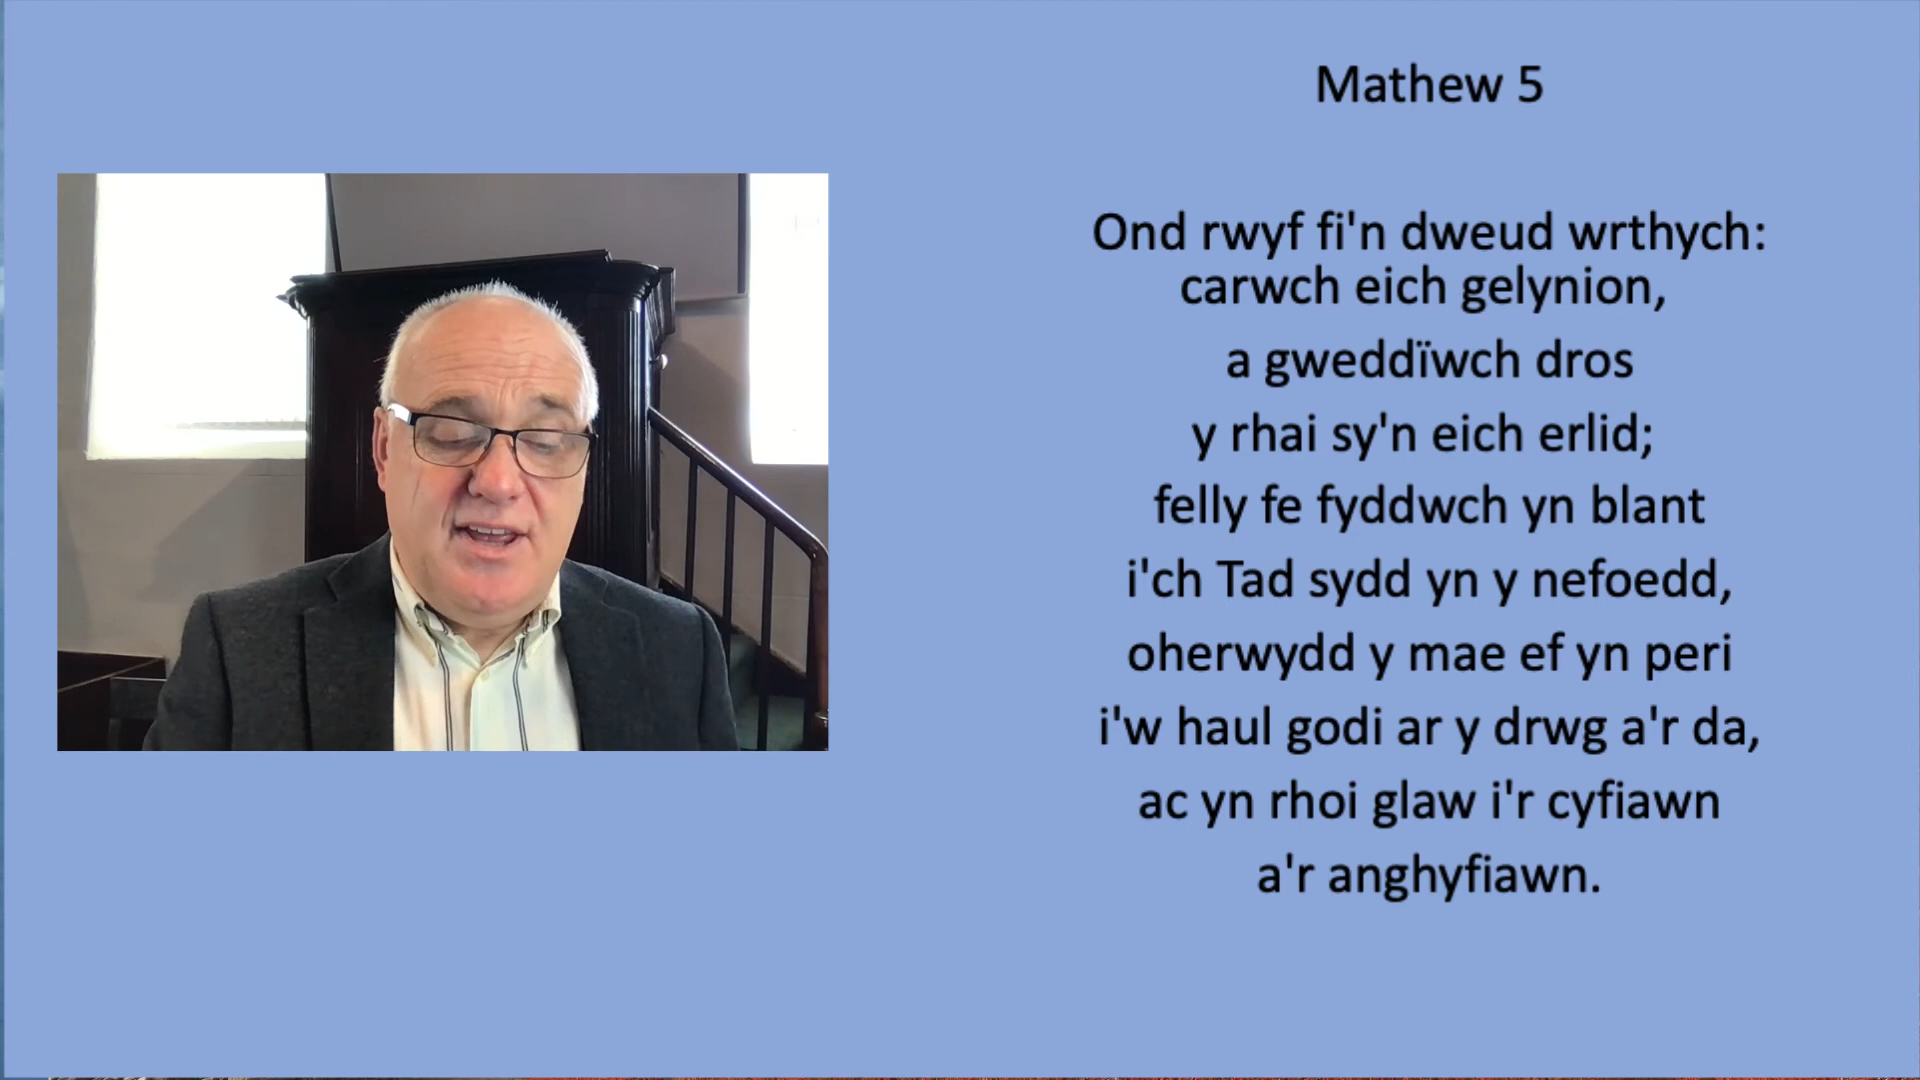 Mathew 5
Ond rwyf fi'n dweud wrthych:
carwch eich gelynion,
a gweddïwch dros
y rhai sy'n eich erlid;
felly fe fyddwch yn blant
i'ch Tad sydd yn y nefoedd,
oherwydd y mae ef yn peri
i'w haul godi ar y drwg a'r da,
ac yn rhoi glaw i'r cyfiawn
a'r anghyfiawn.